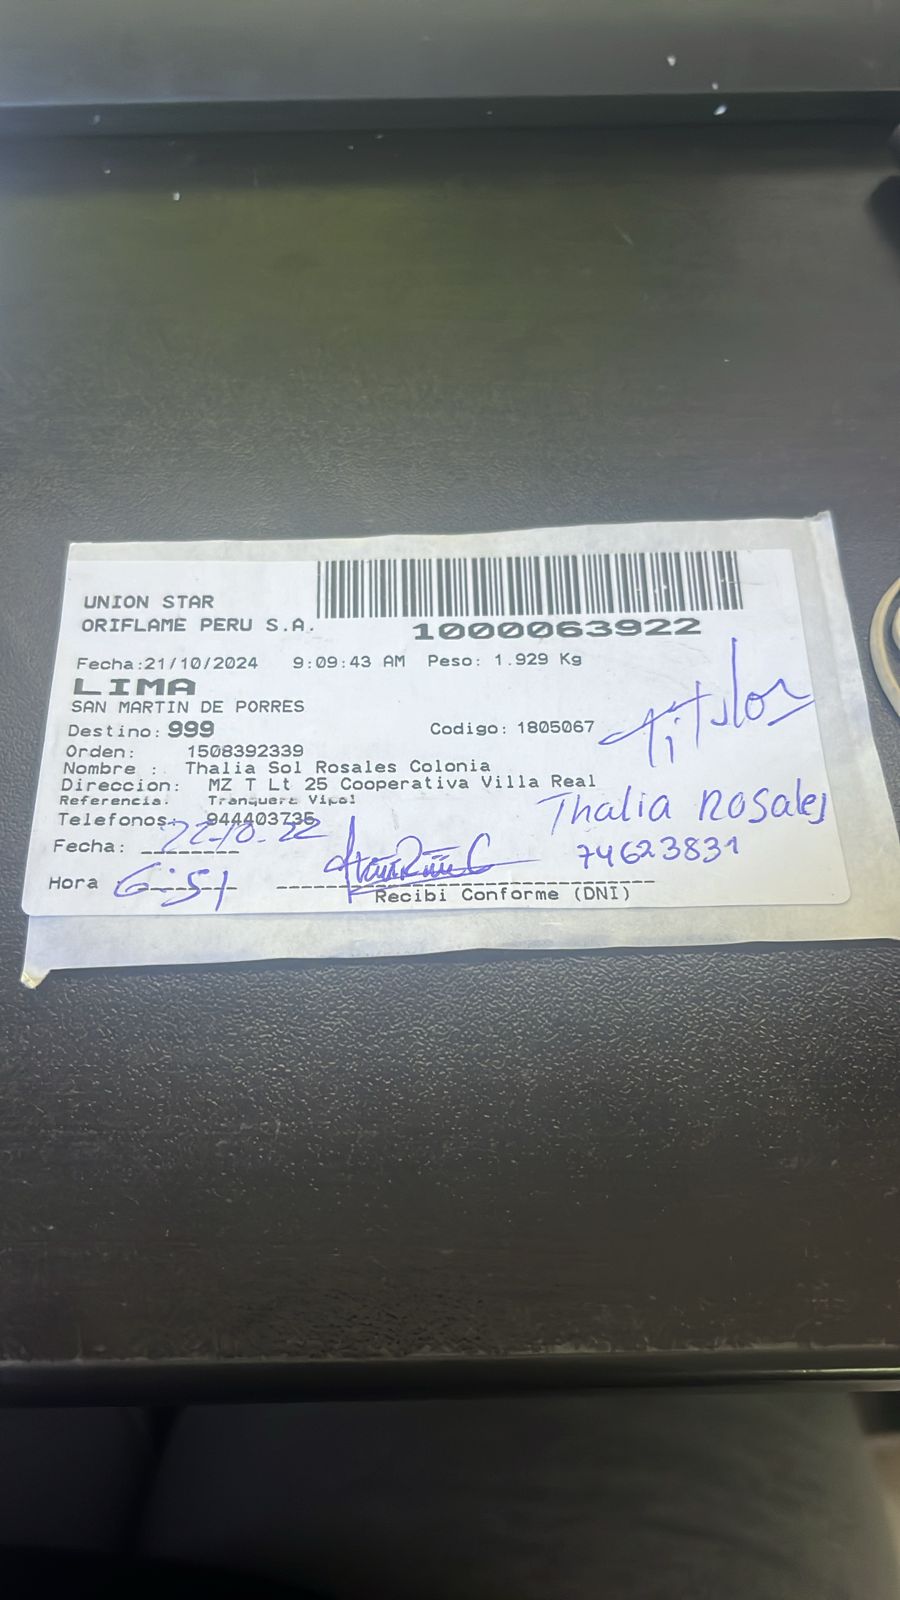 UNION STAR
ORIFLAME PERU S.A.
1000063922
Fecha:21/10/2024 9:09:43 AM Peso: 1.929 Kg
LIMA
SAN MARTIN DE PORRES
Destino: 999 Codigo: 1805067
titular
Orden: 1508392339
Nombre : Thalia Sol Rosales Colonia
Direccion: MZ T Lt 25 Cooperativa Villa Real
Referencia. Tranquera Vipol
Telefonos: 944403735
Thalia Rosales
Fecha: 22-10-22
74623831
Hora 6:51
Recibi Conforme (DNI)